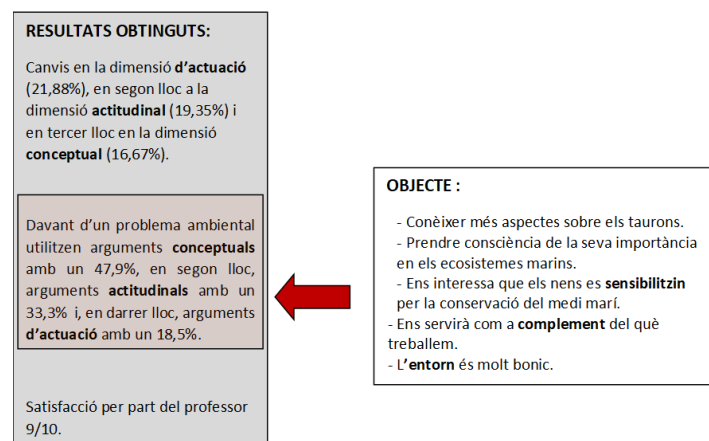 RESULTATS OBTINGUTS:
Canvis en la dimensió d'actuació
(21,88%), en segon lloc a la
dimensió actitudinal (19,35%) i
en tercer lloc en la dimensió
conceptual (16,67%).
Davant d'un problema ambiental
utilitzen arguments conceptuals
amb un 47,9%, en segon lloc,
arguments actitudinals amb un
33,3% i, en darrer lloc, arguments
d'actuació amb un 18,5%.
Satisfacció per part del professor
9/10.
OBJECTE :
- Conèixer més aspectes sobre els taurons.
- Prendre consciència de la seva importància
en els ecosistemes marins.
- Ens interessa que els nens es sensibilitzin
per la conservació del medi marí.
- Ens servirà com a complement del què
treballem.
- L'entorn és molt bonic.